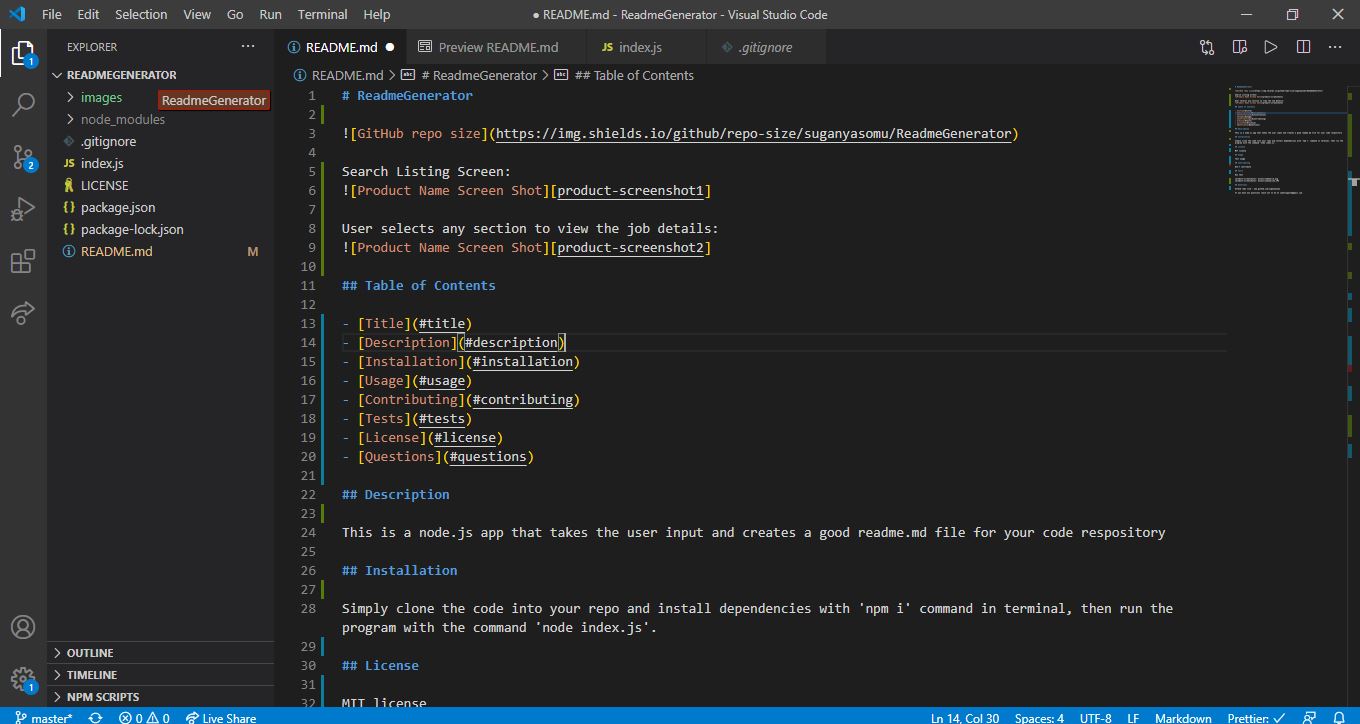 File Edit Selection View Go Run Terminal Help
● README.md - ReadmeGenerator - Visual Studio Code
EXPLORER
READMEGENERATOR
images
ReadmeGenerator
node_modules
.gitignore
JS index.js
LICENSE
{} package.json
{} package-lock.json
README.md M
OUTLINE
TIMELINE
NPM SCRIPTS
1
2
1
README.md ● Preview README.md JS index.js .gitignore
README.md > # ReadmeGenerator > ## Table of Contents
1 # ReadmeGenerator
2
3 ![GitHub repo size](https://img.shields.io/github/repo-size/suganyasomu/ReadmeGenerator)
4
5 Search Listing Screen:
6 ![Product Name Screen Shot][product-screenshot1]
7
8 User selects any section to view the job details:
9 ![Product Name Screen Shot][product-screenshot2]
10
11 ## Table of Contents
12
13 - [Title](#title)
14 - [Description](#description)
15 - [Installation](#installation)
16 - [Usage](#usage)
17 - [Contributing](#contributing)
18 - [Tests](#tests)
19 - [License](#license)
20 - [Questions](#questions)
21
22 ## Description
23
24 This is a node.js app that takes the user input and creates a good readme.md file for your code respository
25
26 ## Installation
27
28 Simply clone the code into your repo and install dependencies with 'npm i' command in terminal, then run the
program with the command 'node index.js'.
29
30 ## License
31
32 MIT license
master* 0 0 Live Share Ln 14, Col 30 Spaces: 4 UTF-8 LF Markdown Prettier: ✓